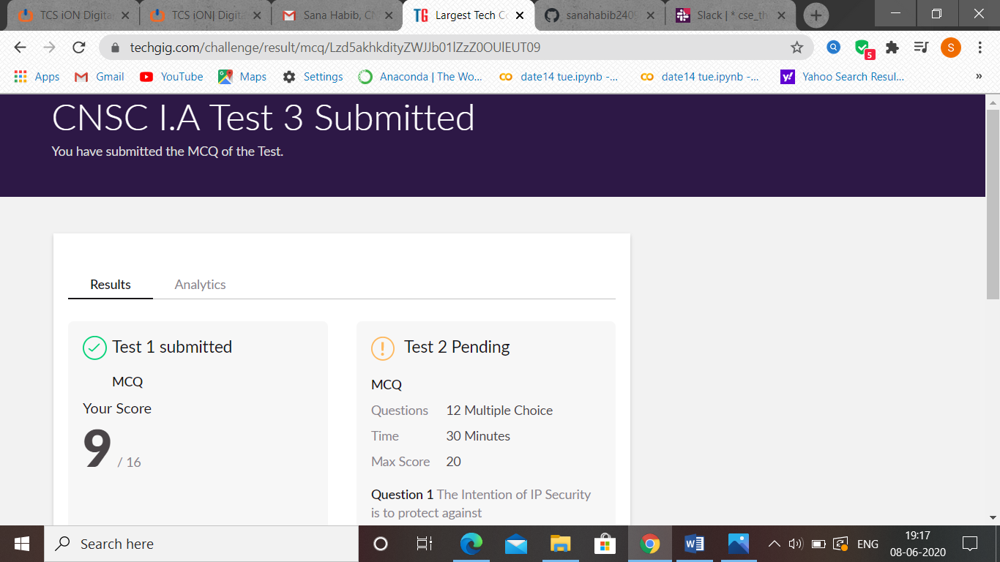 TCS iON Digita
TCS iON| Digita
Sana Habib, CN
TG Largest Tech Co
sanahabib240
Slack | * cse_th
techgig.com/challenge/result/mcq/Lzd5akhkdityZWJJb01lZzZ0OUlEUT09
5
S
Apps
Gmail
YouTube
Maps
Settings
Anaconda | The Wo...
date14 tue.ipynb -...
date14 tue.ipynb -...
Yahoo Search Resul...
»
CNSC I.A Test 3 Submitted
You have submitted the MCQ of the Test.
Results Analytics
Test 1 submitted
MCQ
Your Score
9 / 16
Test 2 Pending
MCQ
Questions 12 Multiple Choice
Time 30 Minutes
Max Score 20
Question 1 The Intention of IP Security
is to protect against
Search here
ENG
19:17
08-06-2020